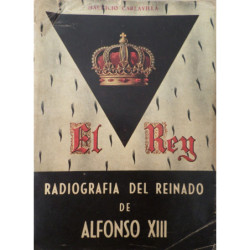 El Rey
RADIOGRAFIA DEL REINADO
DE
ALFONSO XIII